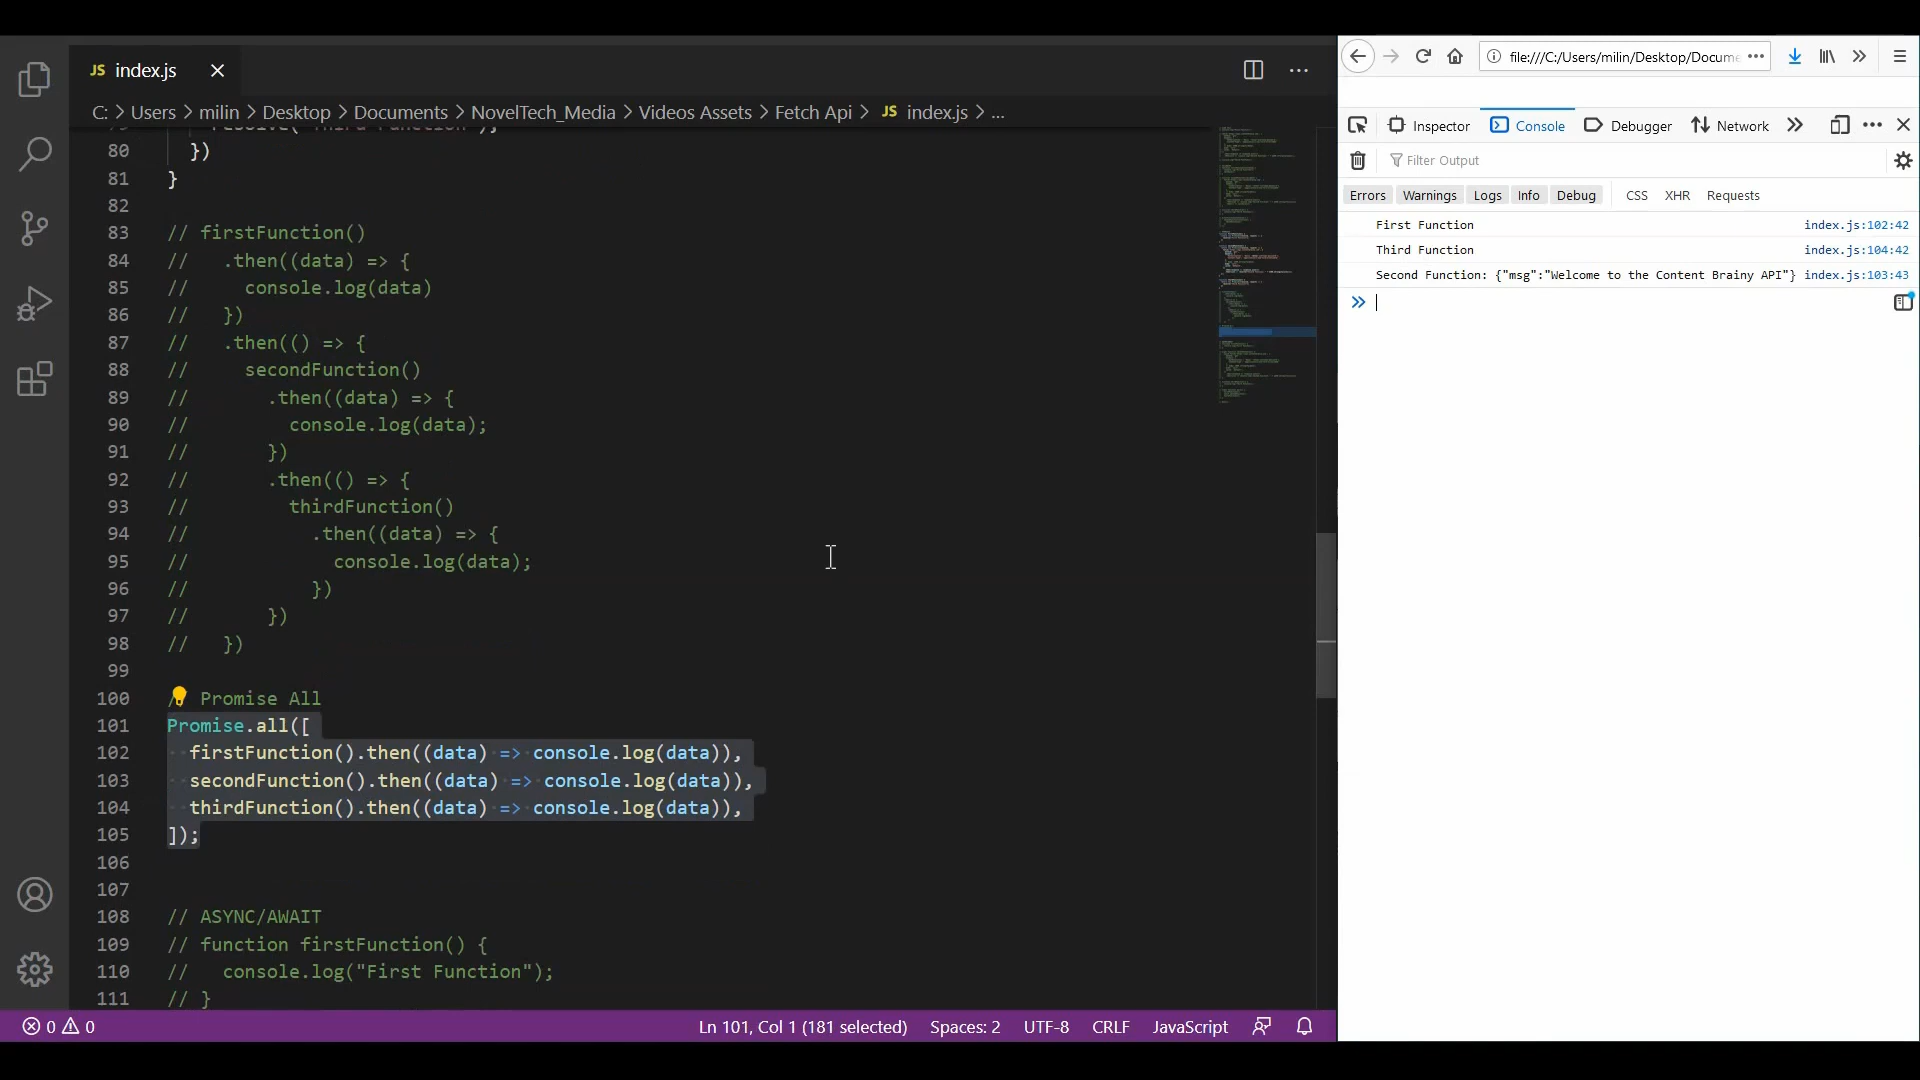 JS index.js
C: > Users > milin > Desktop > Documents > NovelTech_Media > Videos Assets > Fetch Api > JS index.js > ...
80 })
81 }
82
83 // firstFunction()
84 //   .then((data) => {
85 //     console.log(data)
86 //   })
87 //   .then(() => {
88 //     secondFunction()
89 //       .then((data) => {
90 //         console.log(data);
91 //       })
92 //       .then(() => {
93 //         thirdFunction()
94 //           .then((data) => {
95 //             console.log(data);
96 //           })
97 //       })
98 //   })
99
100 / Promise All
101 Promise.all([
102   firstFunction().then((data) => console.log(data)),
103   secondFunction().then((data) => console.log(data)),
104   thirdFunction().then((data) => console.log(data)),
105 ]);
106
107
108 // ASYNC/AWAIT
109 // function firstFunction() {
110 //   console.log("First Function");
111 // }
0 0 Ln 101, Col 1 (181 selected) Spaces: 2 UTF-8 CRLF JavaScript
file:///C:/Users/milin/Desktop/Docume ···
Inspector Console Debugger Network
Filter Output
Errors Warnings Logs Info Debug CSS XHR Requests
First Function index.js:102:42
Third Function index.js:104:42
Second Function: {"msg":"Welcome to the Content Brainy API"} index.js:103:43